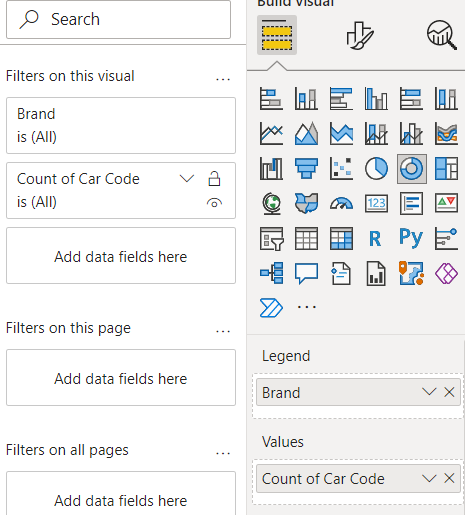 Search
Filters on this visual ...
Brand
is (All)
Count of Car Code
is (All)
Add data fields here
Filters on this page ...
Add data fields here
Filters on all pages ...
Add data fields here
Build visual
123
R Py
...
Legend
Brand
Values
Count of Car Code